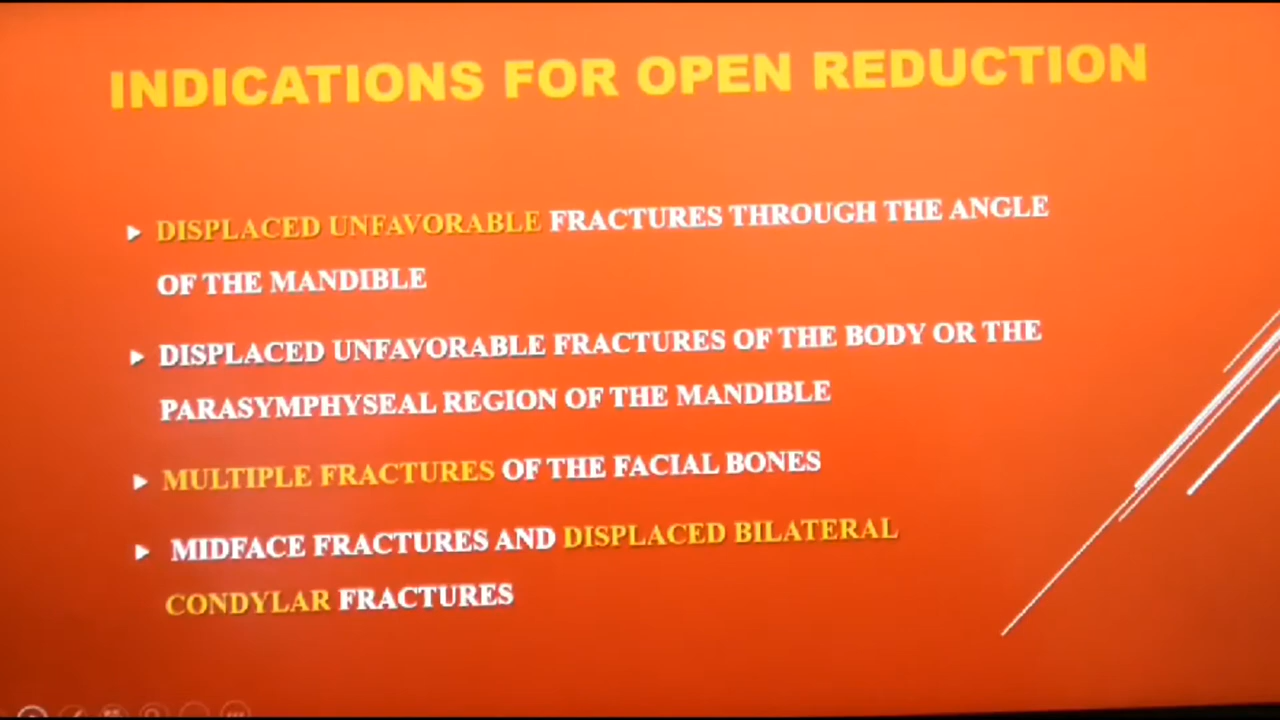 INDICATIONS FOR OPEN REDUCTION
DISPLACED UNFAVORABLE FRACTURES THROUGH THE ANGLE
OF THE MANDIBLE
DISPLACED UNFAVORABLE FRACTURES OF THE BODY OR THE
PARASYMPHYSEAL REGION OF THE MANDIBLE
MULTIPLE FRACTURES OF THE FACIAL BONES
MIDFACE FRACTURES AND DISPLACED BILATERAL
CONDYLAR FRACTURES